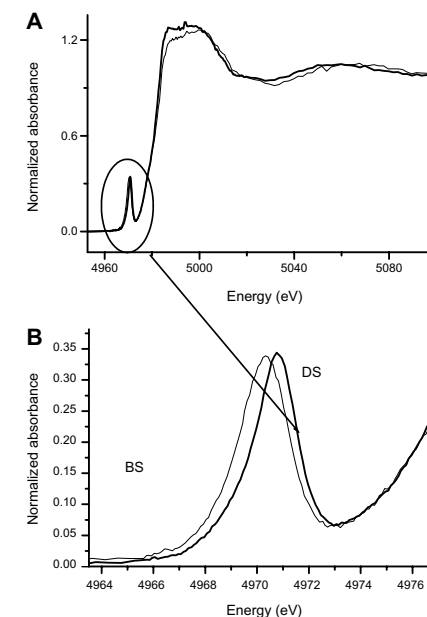 A
1.2
0.6
0.0
Normalized absorbance
4960 5000 5040 5080
Energy (eV)
B
0.35
0.30
0.25
0.20
0.15
0.10
0.05
0.00
Normalized absorbance
DS
BS
4964 4966 4968 4970 4972 4974 4976
Energy (eV)